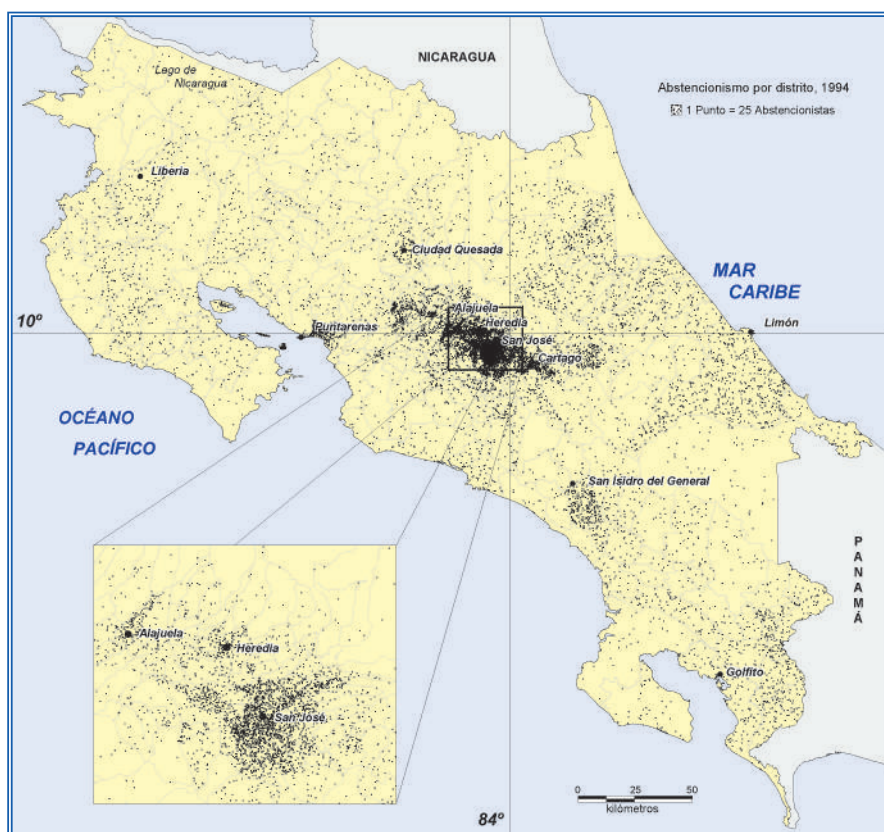 NICARAGUA
Lago de
Nicaragua
Abstencionismo por distrito, 1994
1 Punto = 25 Abstencionistas
Liberia
Ciudad Quesada
MAR
CARIBE
Alajuela
10º
Puntarenas
Heredia
Limón
San José
Cartago
OCÉANO
PACÍFICO
San Isidro del General
PANAMÁ
Alajuela
Heredia
Golfito
San José
0 25 50
kilómetros
84º